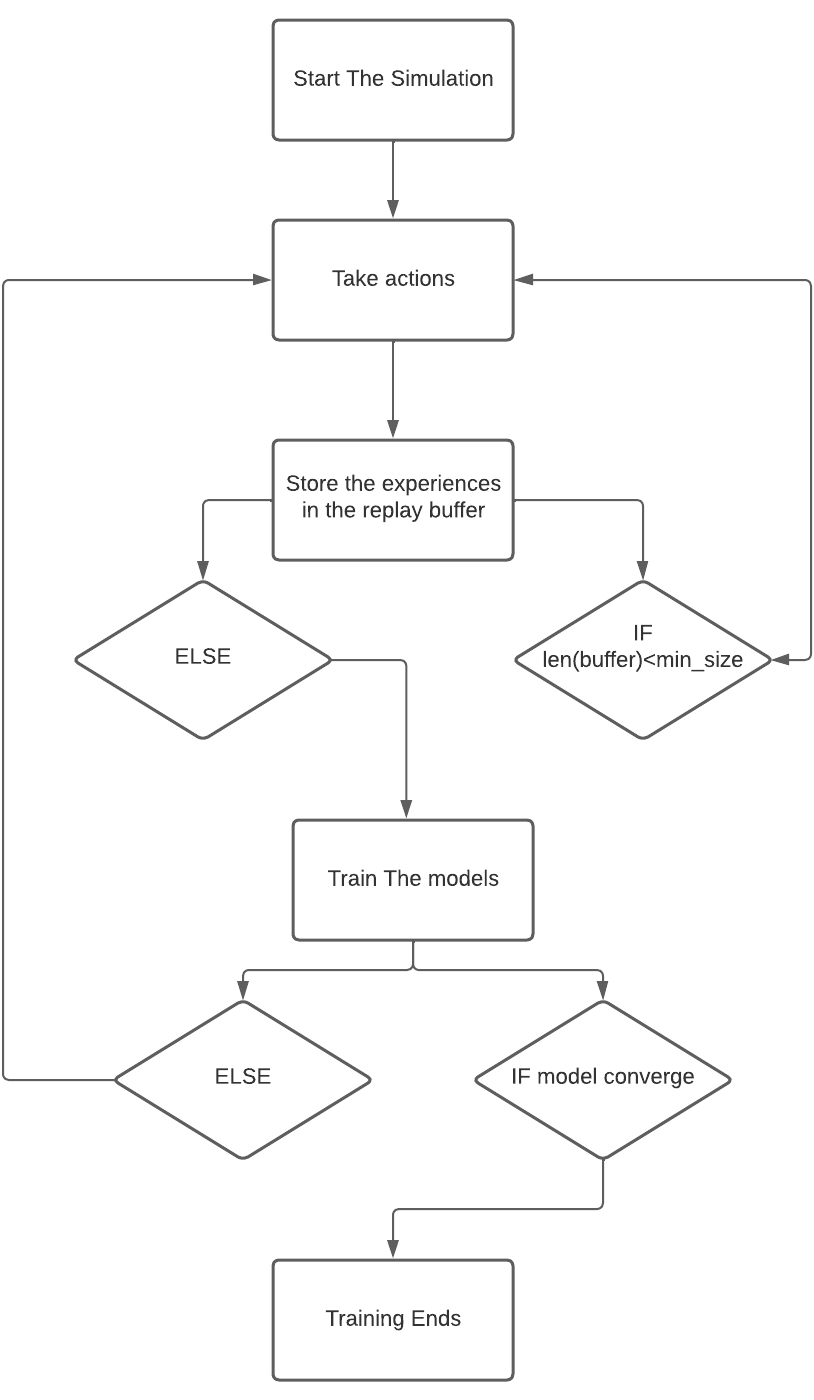 Start The Simulation
Take actions
Store the experiences
in the replay buffer
ELSE
IF
len(buffer)<min_size
Train The models
ELSE
IF model converge
Training Ends